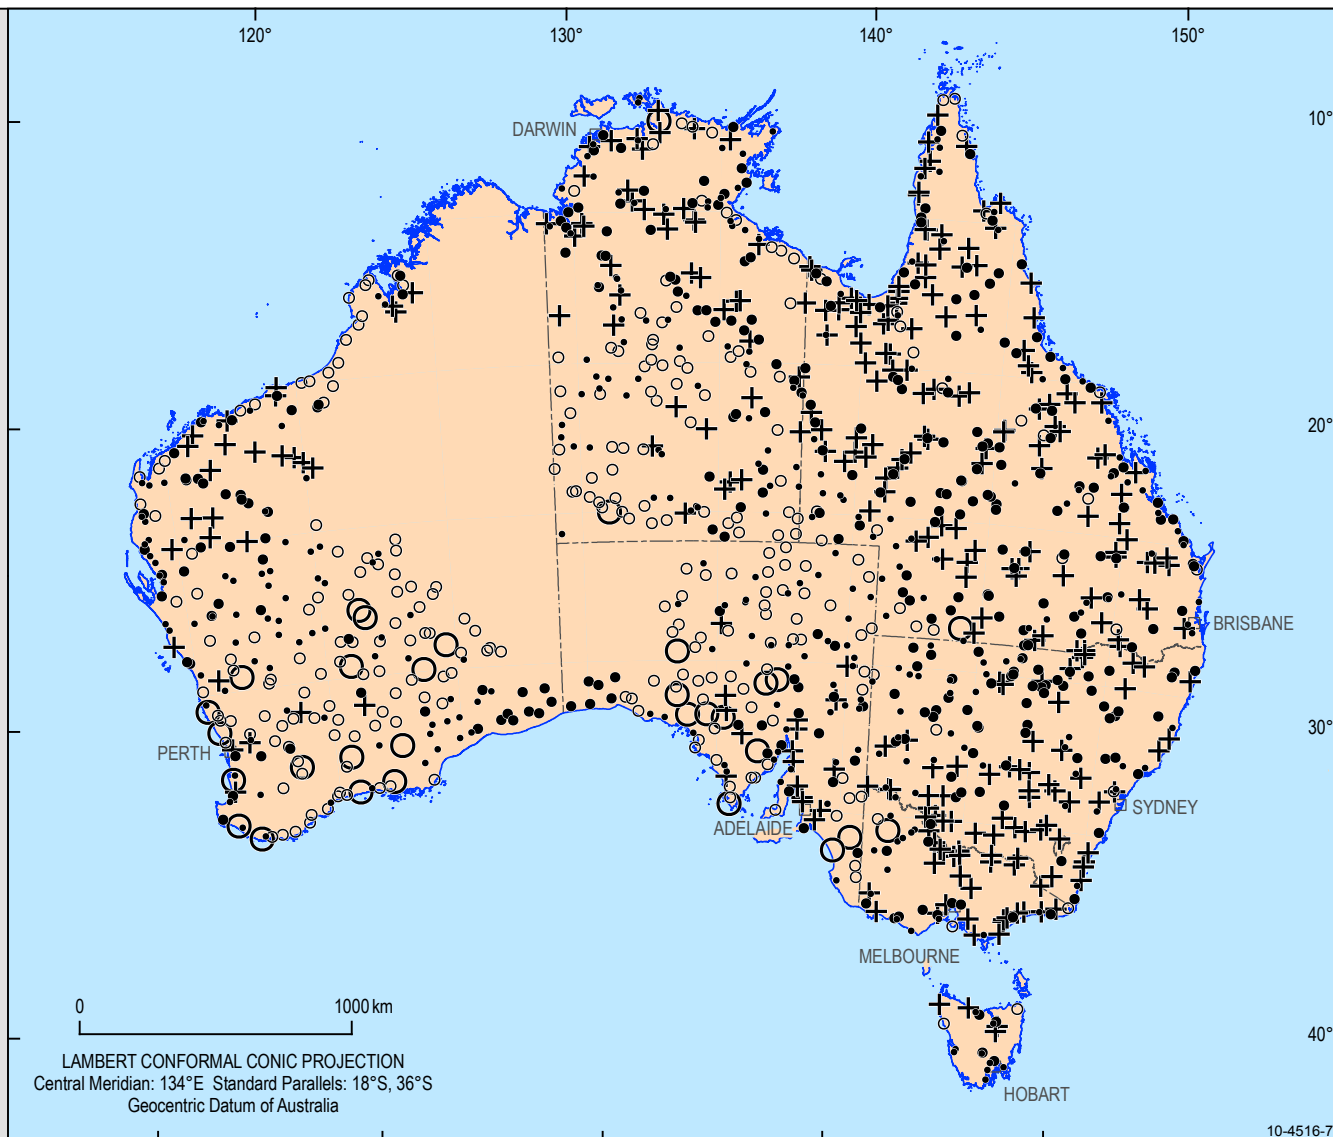 120°
130°
140°
150°
10°
DARWIN
20°
BRISBANE
30°
PERTH
SYDNEY
ADELAIDE
MELBOURNE
0
1000 km
40°
LAMBERT CONFORMAL CONIC PROJECTION
Central Meridian: 134°E Standard Parallels: 18°S, 36°S
HOBART
Geocentric Datum of Australia
10-4516-7